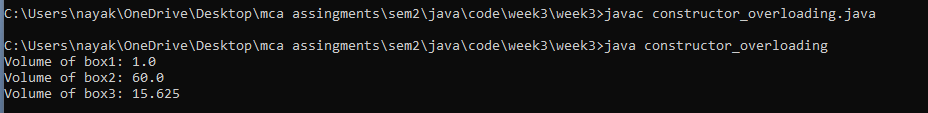 C:\Users\nayak\OneDrive\Desktop\mca assingments\sem2\java\code\week3\week3>javac constructor_overloading.java
C:\Users\nayak\OneDrive\Desktop\mca assingments\sem2\java\code\week3\week3>java constructor_overloading
Volume of box1: 1.0
Volume of box2: 60.0
Volume of box3: 15.625